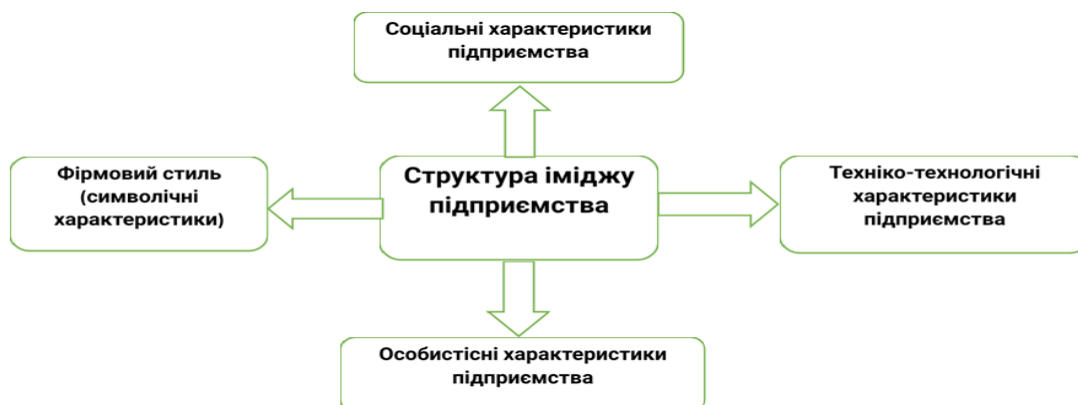 Соціальні характеристики
підприємства
Фірмовий стиль
(символічні
характеристики)
Структура іміджу
підприємства
Техніко-технологічні
характеристики
підприємства
Особистісні характеристики
підприємства